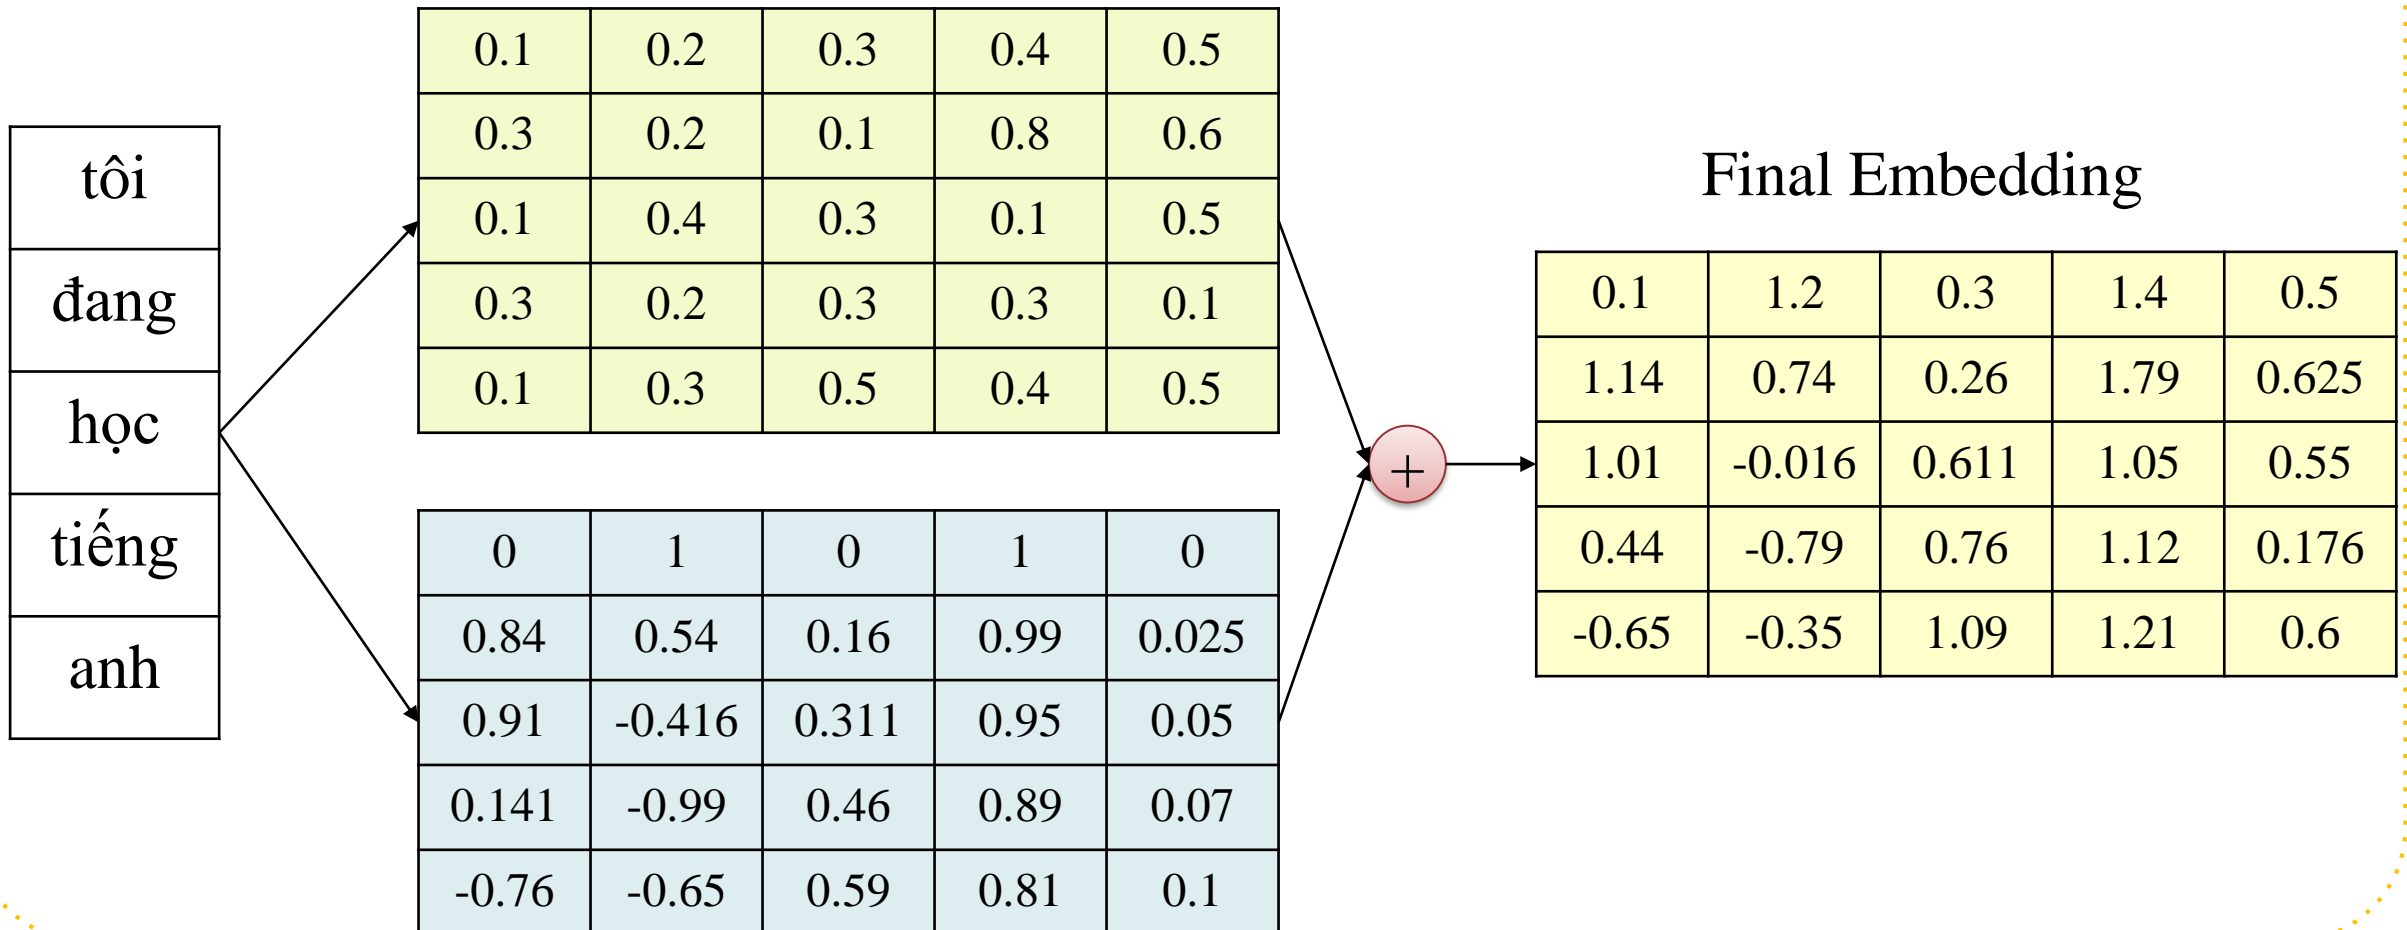 tôi
đang
học
tiếng
anh
0.1 0.2 0.3 0.4 0.5
0.3 0.2 0.1 0.8 0.6
0.1 0.4 0.3 0.1 0.5
0.3 0.2 0.3 0.3 0.1
0.1 0.3 0.5 0.4 0.5
0 1 0 1 0
0.84 0.54 0.16 0.99 0.025
0.91 -0.416 0.311 0.95 0.05
0.141 -0.99 0.46 0.89 0.07
-0.76 -0.65 0.59 0.81 0.1
+
Final Embedding
0.1 1.2 0.3 1.4 0.5
1.14 0.74 0.26 1.79 0.625
1.01 -0.016 0.611 1.05 0.55
0.44 -0.79 0.76 1.12 0.176
-0.65 -0.35 1.09 1.21 0.6